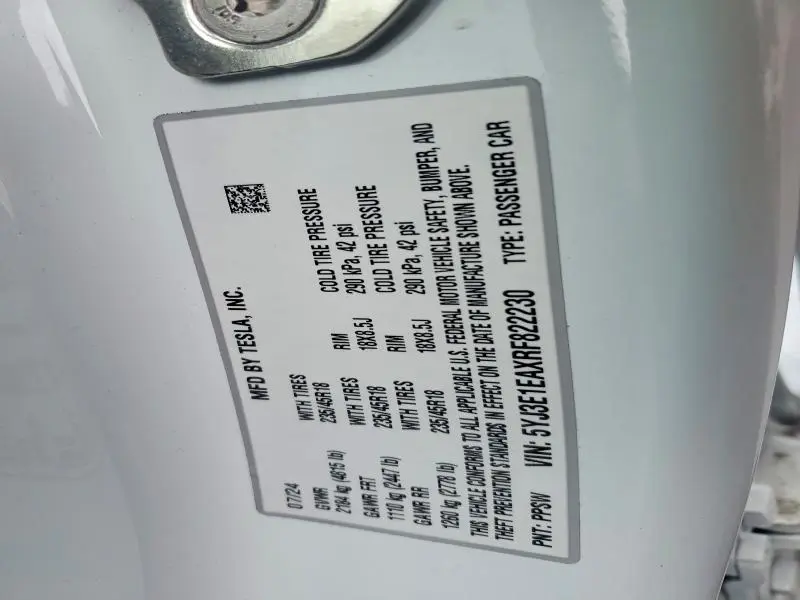 MFD BY TESLA, INC.
07/24
GVWR WITH TIRES RIM COLD TIRE PRESSURE
2184 kg (4815 lb) 235/45R18 18X8.5J 290 kPa, 42 psi
GAWR FRT WITH TIRES RIM COLD TIRE PRESSURE
1110 kg (2447 lb) 235/45R18 18X8.5J 290 kPa, 42 psi
GAWR RR WITH TIRES
1260 kg (2778 lb) 235/45R18
THIS VEHICLE CONFORMS TO ALL APPLICABLE U.S. FEDERAL MOTOR VEHICLE SAFETY, BUMPER, AND
THEFT PREVENTION STANDARDS IN EFFECT ON THE DATE OF MANUFACTURE SHOWN ABOVE.
PNT: PPSW VIN: 5YJ3E1EAXRF822230 TYPE: PASSENGER CAR